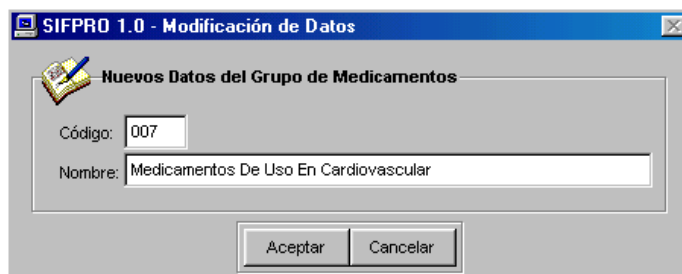 SIFPRO 1.0 - Modificación de Datos
Nuevos Datos del Grupo de Medicamentos
Código: 007
Nombre: Medicamentos De Uso En Cardiovascular
Aceptar Cancelar